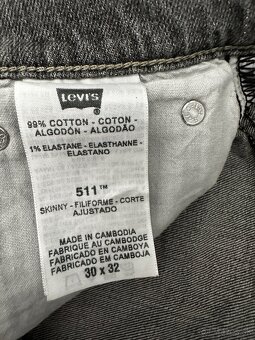 Levi's
99% COTTON - COTON -
ALGODÓN - ALGODÃO
1% ELASTANE - ELASTHANNE -
ELASTANO
511™
SKINNY - FILIFORME - CORTE
AJUSTADO
MADE IN CAMBODIA
FABRIQUE AU CAMBODGE
FABRICADO EN CAMBOYA
FABRICADO EM CAMBOJA
30 x 32